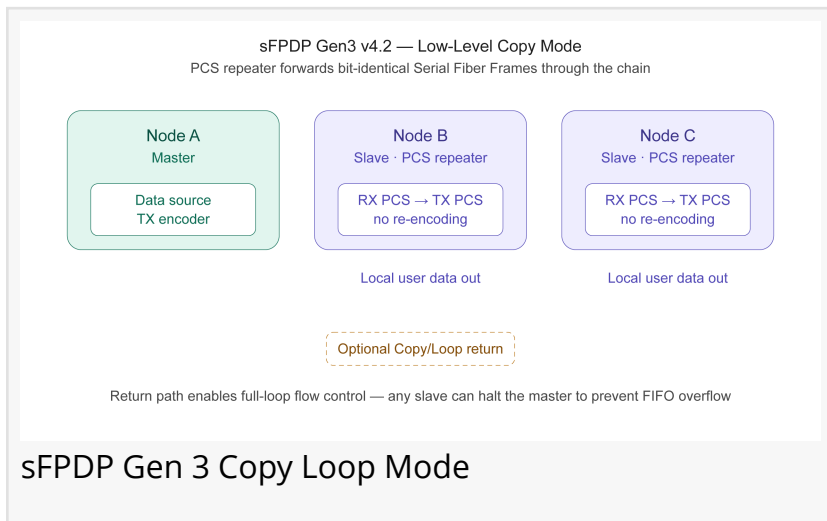 sFPDP Gen3 v4.2 — Low-Level Copy Mode
PCS repeater forwards bit-identical Serial Fiber Frames through the chain
Node A
Master
Data source
TX encoder
Node B
Slave · PCS repeater
RX PCS → TX PCS
no re-encoding
Local user data out
Node C
Slave · PCS repeater
RX PCS → TX PCS
no re-encoding
Local user data out
Optional Copy/Loop return
Return path enables full-loop flow control — any slave can halt the master to prevent FIFO overflow
sFPDP Gen 3 Copy Loop Mode